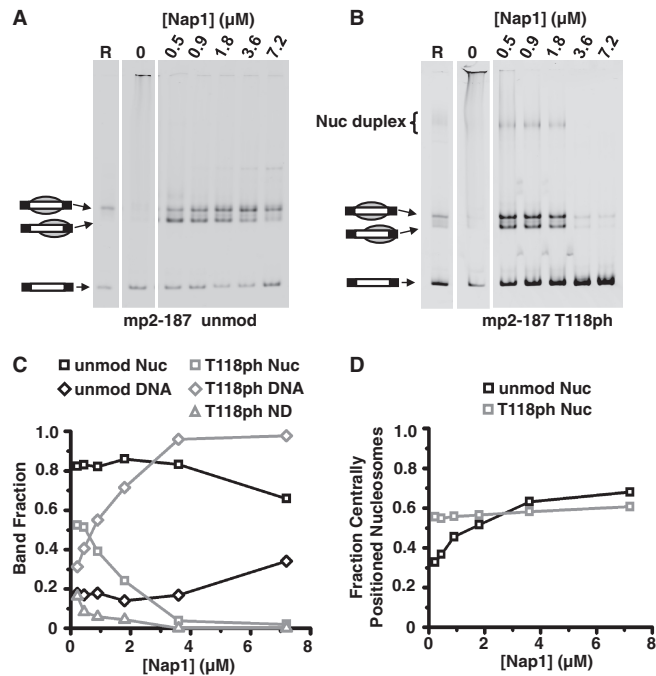 A
[Nap1] (µM)
R 0 0.5 0.9 1.8 3.6 7.2
mp2-187 unmod
B
[Nap1] (µM)
R 0 0.5 0.9 1.8 3.6 7.2
Nuc duplex
mp2-187 T118ph
C
unmod Nuc T118ph Nuc
unmod DNA T118ph DNA
T118ph ND
Band Fraction
1.0
0.8
0.6
0.4
0.2
0
0 2 4 6 8
[Nap1] (µM)
D
unmod Nuc
T118ph Nuc
Fraction Centrally
Positioned Nucleosomes
1.0
0.8
0.6
0.4
0.2
0
0 2 4 6 8
[Nap1] (µM)